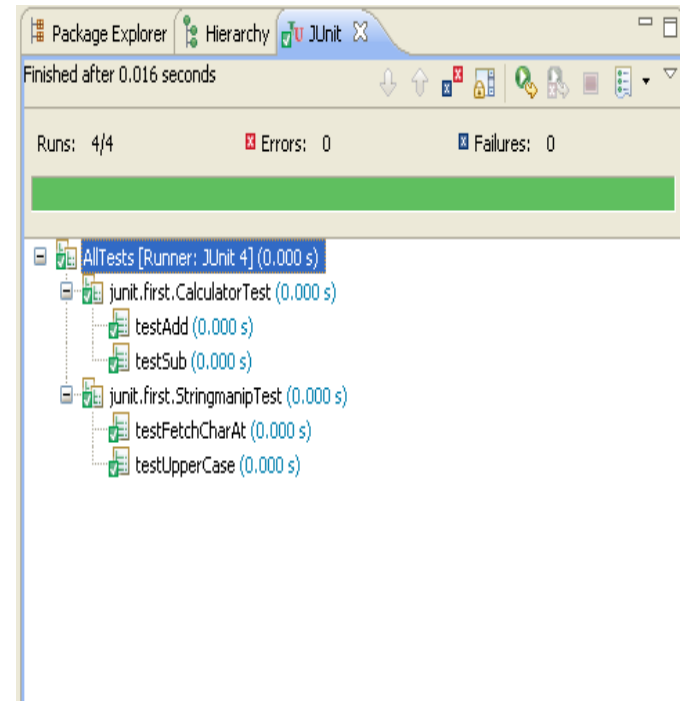 Package Explorer Hierarchy JUnit
Finished after 0.016 seconds
Runs: 4/4 Errors: 0 Failures: 0
AllTests [Runner: JUnit 4] (0.000 s)
junit.first.CalculatorTest (0.000 s)
testAdd (0.000 s)
testSub (0.000 s)
junit.first.StringmanipTest (0.000 s)
testFetchCharAt (0.000 s)
testUpperCase (0.000 s)